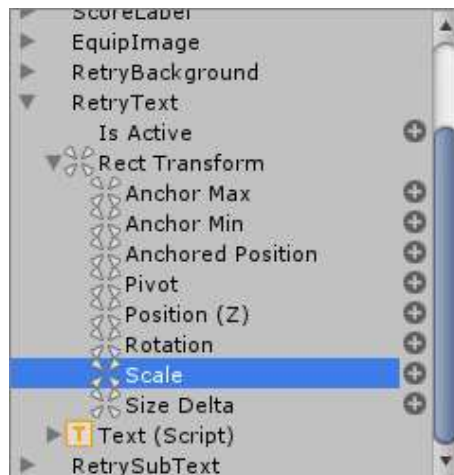 ScoreLabel
EquipImage
RetryBackground
RetryText
Is Active
Rect Transform
Anchor Max
Anchor Min
Anchored Position
Pivot
Position (Z)
Rotation
Scale
Size Delta
T Text (Script)
RetrySubText